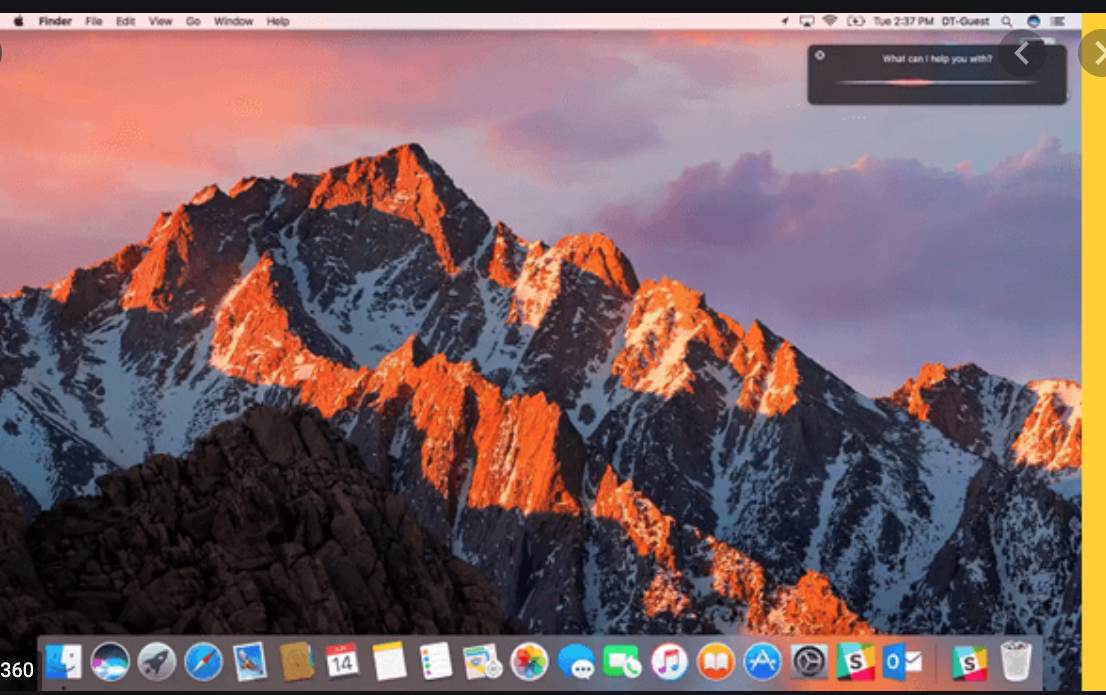 Finder File Edit View Go Window Help Tue 2:37 PM DT-Guest
What can I help you with?
JUN
14
S O S
360